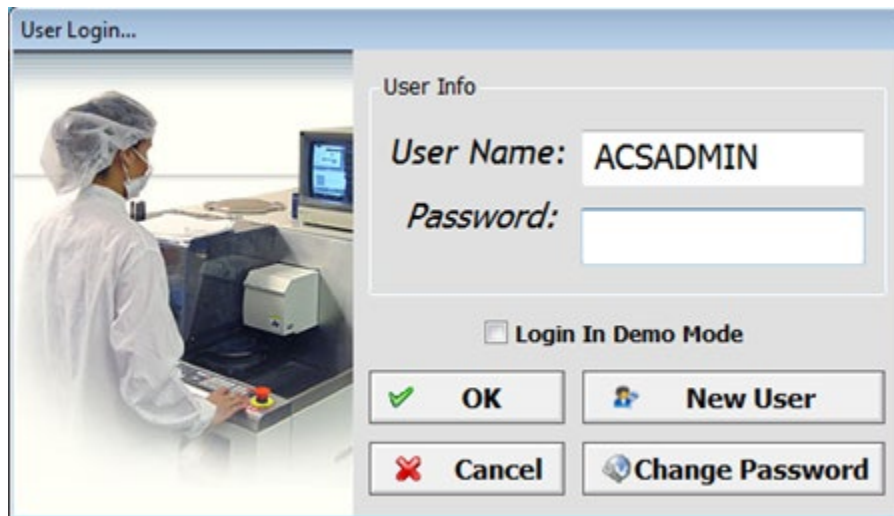 User Login...
User Info
User Name: ACSADMIN
Password:
Login In Demo Mode
OK
New User
Cancel
Change Password